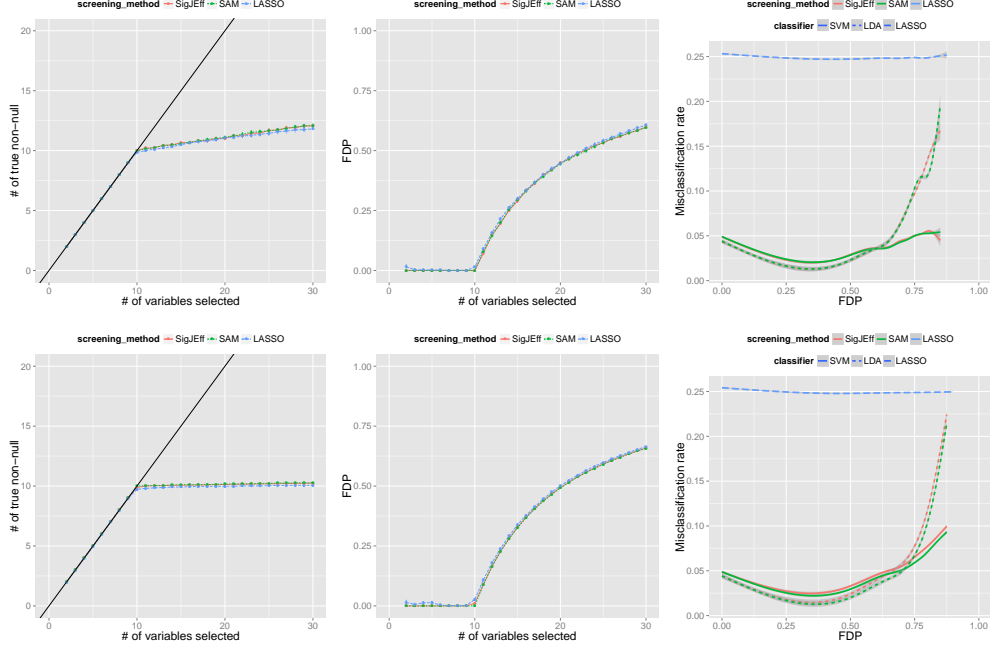 screening_method SigJEff SAM LASSO
20
15
10
5
0
# of true non-null
0 10 20 30
# of variables selected
screening_method SigJEff SAM LASSO
1.00
0.75
0.50
0.25
0.00
FDP
0 10 20 30
# of variables selected
screening_method SigJEff SAM LASSO
classifier SVM LDA LASSO
0.25
0.20
0.15
0.10
0.05
0.00
Misclassification rate
0.00 0.25 0.50 0.75 1.00
FDP
screening_method SigJEff SAM LASSO
20
15
10
5
0
# of true non-null
0 10 20 30
# of variables selected
screening_method SigJEff SAM LASSO
1.00
0.75
0.50
0.25
0.00
FDP
0 10 20 30
# of variables selected
screening_method SigJEff SAM LASSO
classifier SVM LDA LASSO
0.25
0.20
0.15
0.10
0.05
0.00
Misclassification rate
0.00 0.25 0.50 0.75 1.00
FDP